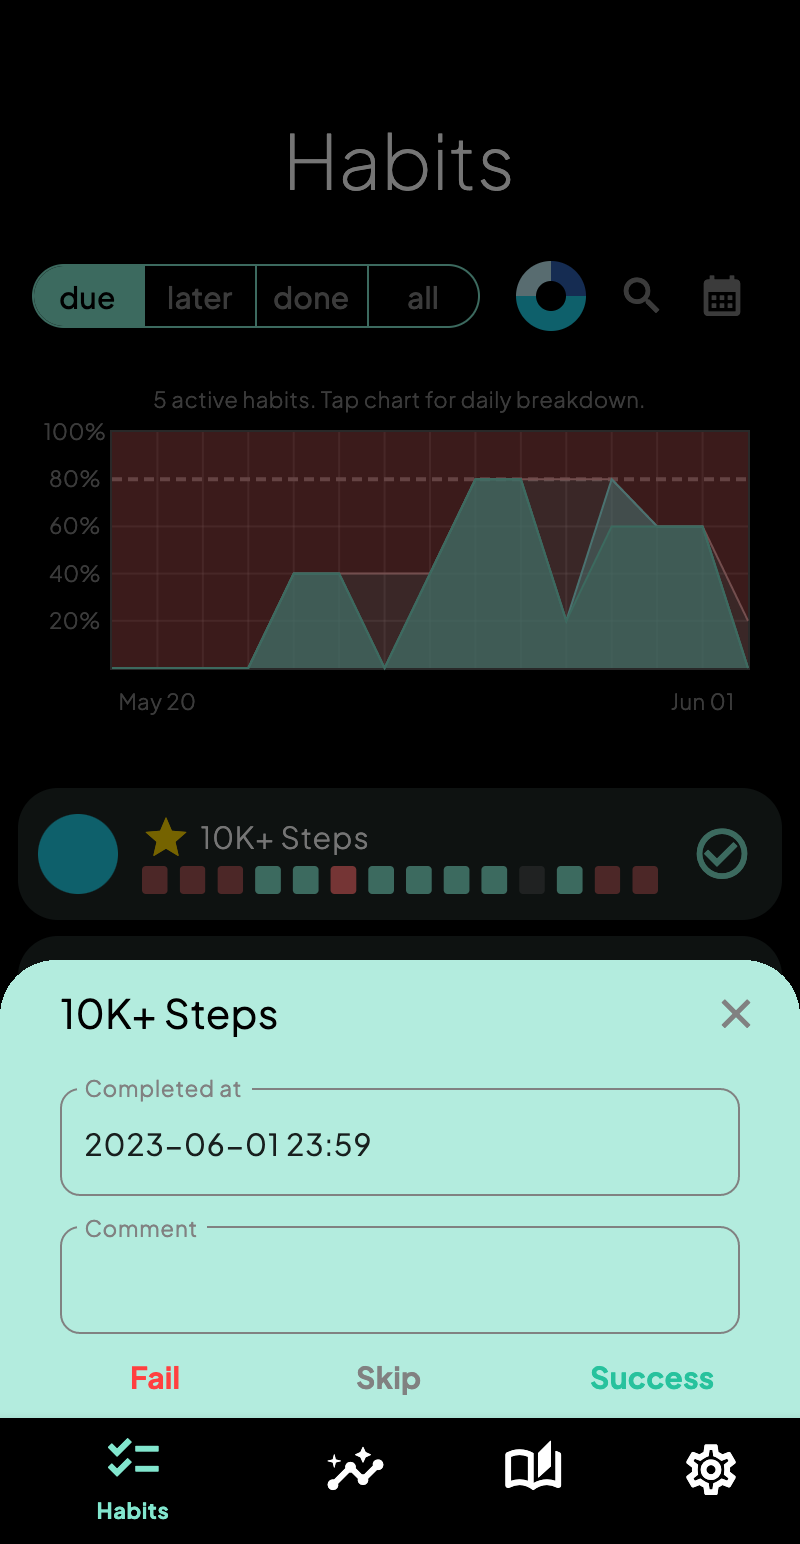 Habits
due later done all
5 active habits. Tap chart for daily breakdown.
100%
80%
60%
40%
20%
May 20 Jun 01
10K+ Steps
10K+ Steps
Completed at
2023-06-01 23:59
Comment
Fail Skip Success
Habits